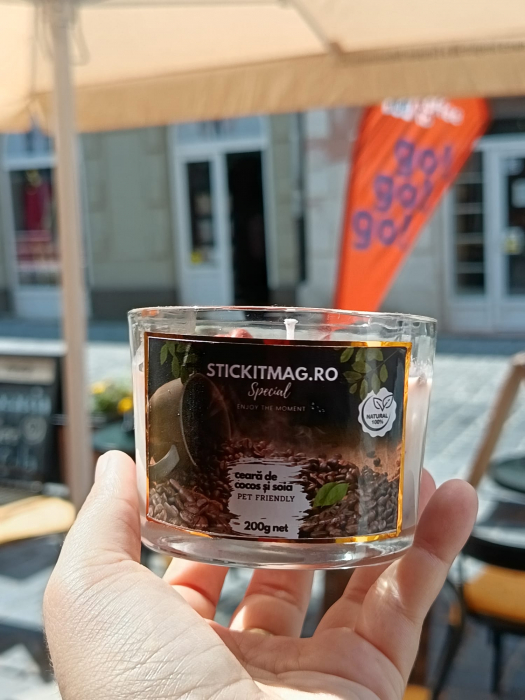 go!
go!
go!
STICKITMAG.RO
Special
ENJOY THE MOMENT
NATURAL
100%
ceară de
cocos și soia
PET FRIENDLY
200g net